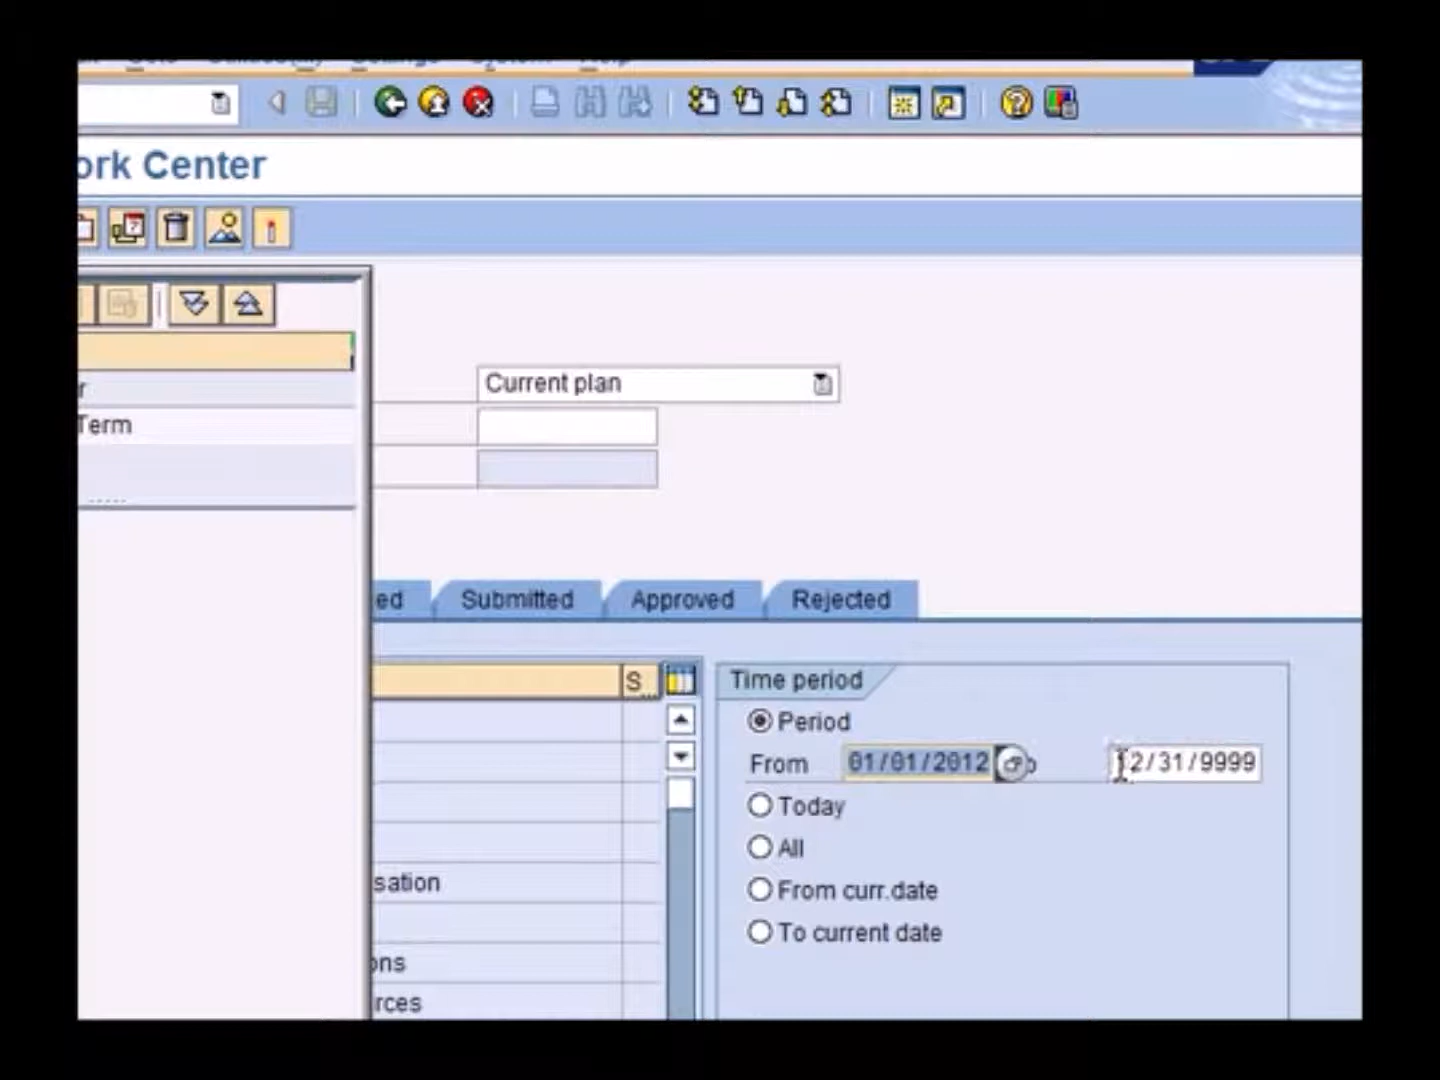 ork Center
Current plan
r
Term
ed Submitted Approved Rejected
S...
Time period
Period
From 01/01/2012 2/31/9999
Today
All
sation
From curr.date
To current date
ons
rces